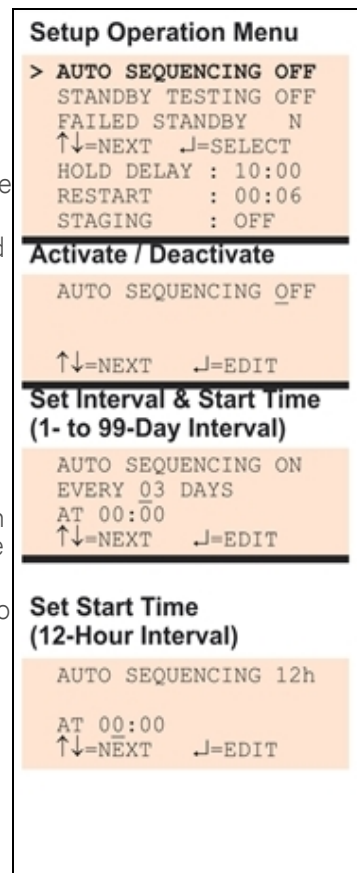 Setup Operation Menu
> AUTO SEQUENCING OFF
STANDBY TESTING OFF
FAILED STANDBY N
↑↓=NEXT ↵=SELECT
HOLD DELAY : 10:00
RESTART : 00:06
STAGING : OFF
Activate / Deactivate
AUTO SEQUENCING OFF
↑↓=NEXT ↵=EDIT
Set Interval & Start Time
(1- to 99-Day Interval)
AUTO SEQUENCING ON
EVERY 03 DAYS
AT 00:00
↑↓=NEXT ↵=EDIT
Set Start Time
(12-Hour Interval)
AUTO SEQUENCING 12h
AT 00:00
↑↓=NEXT ↵=EDIT